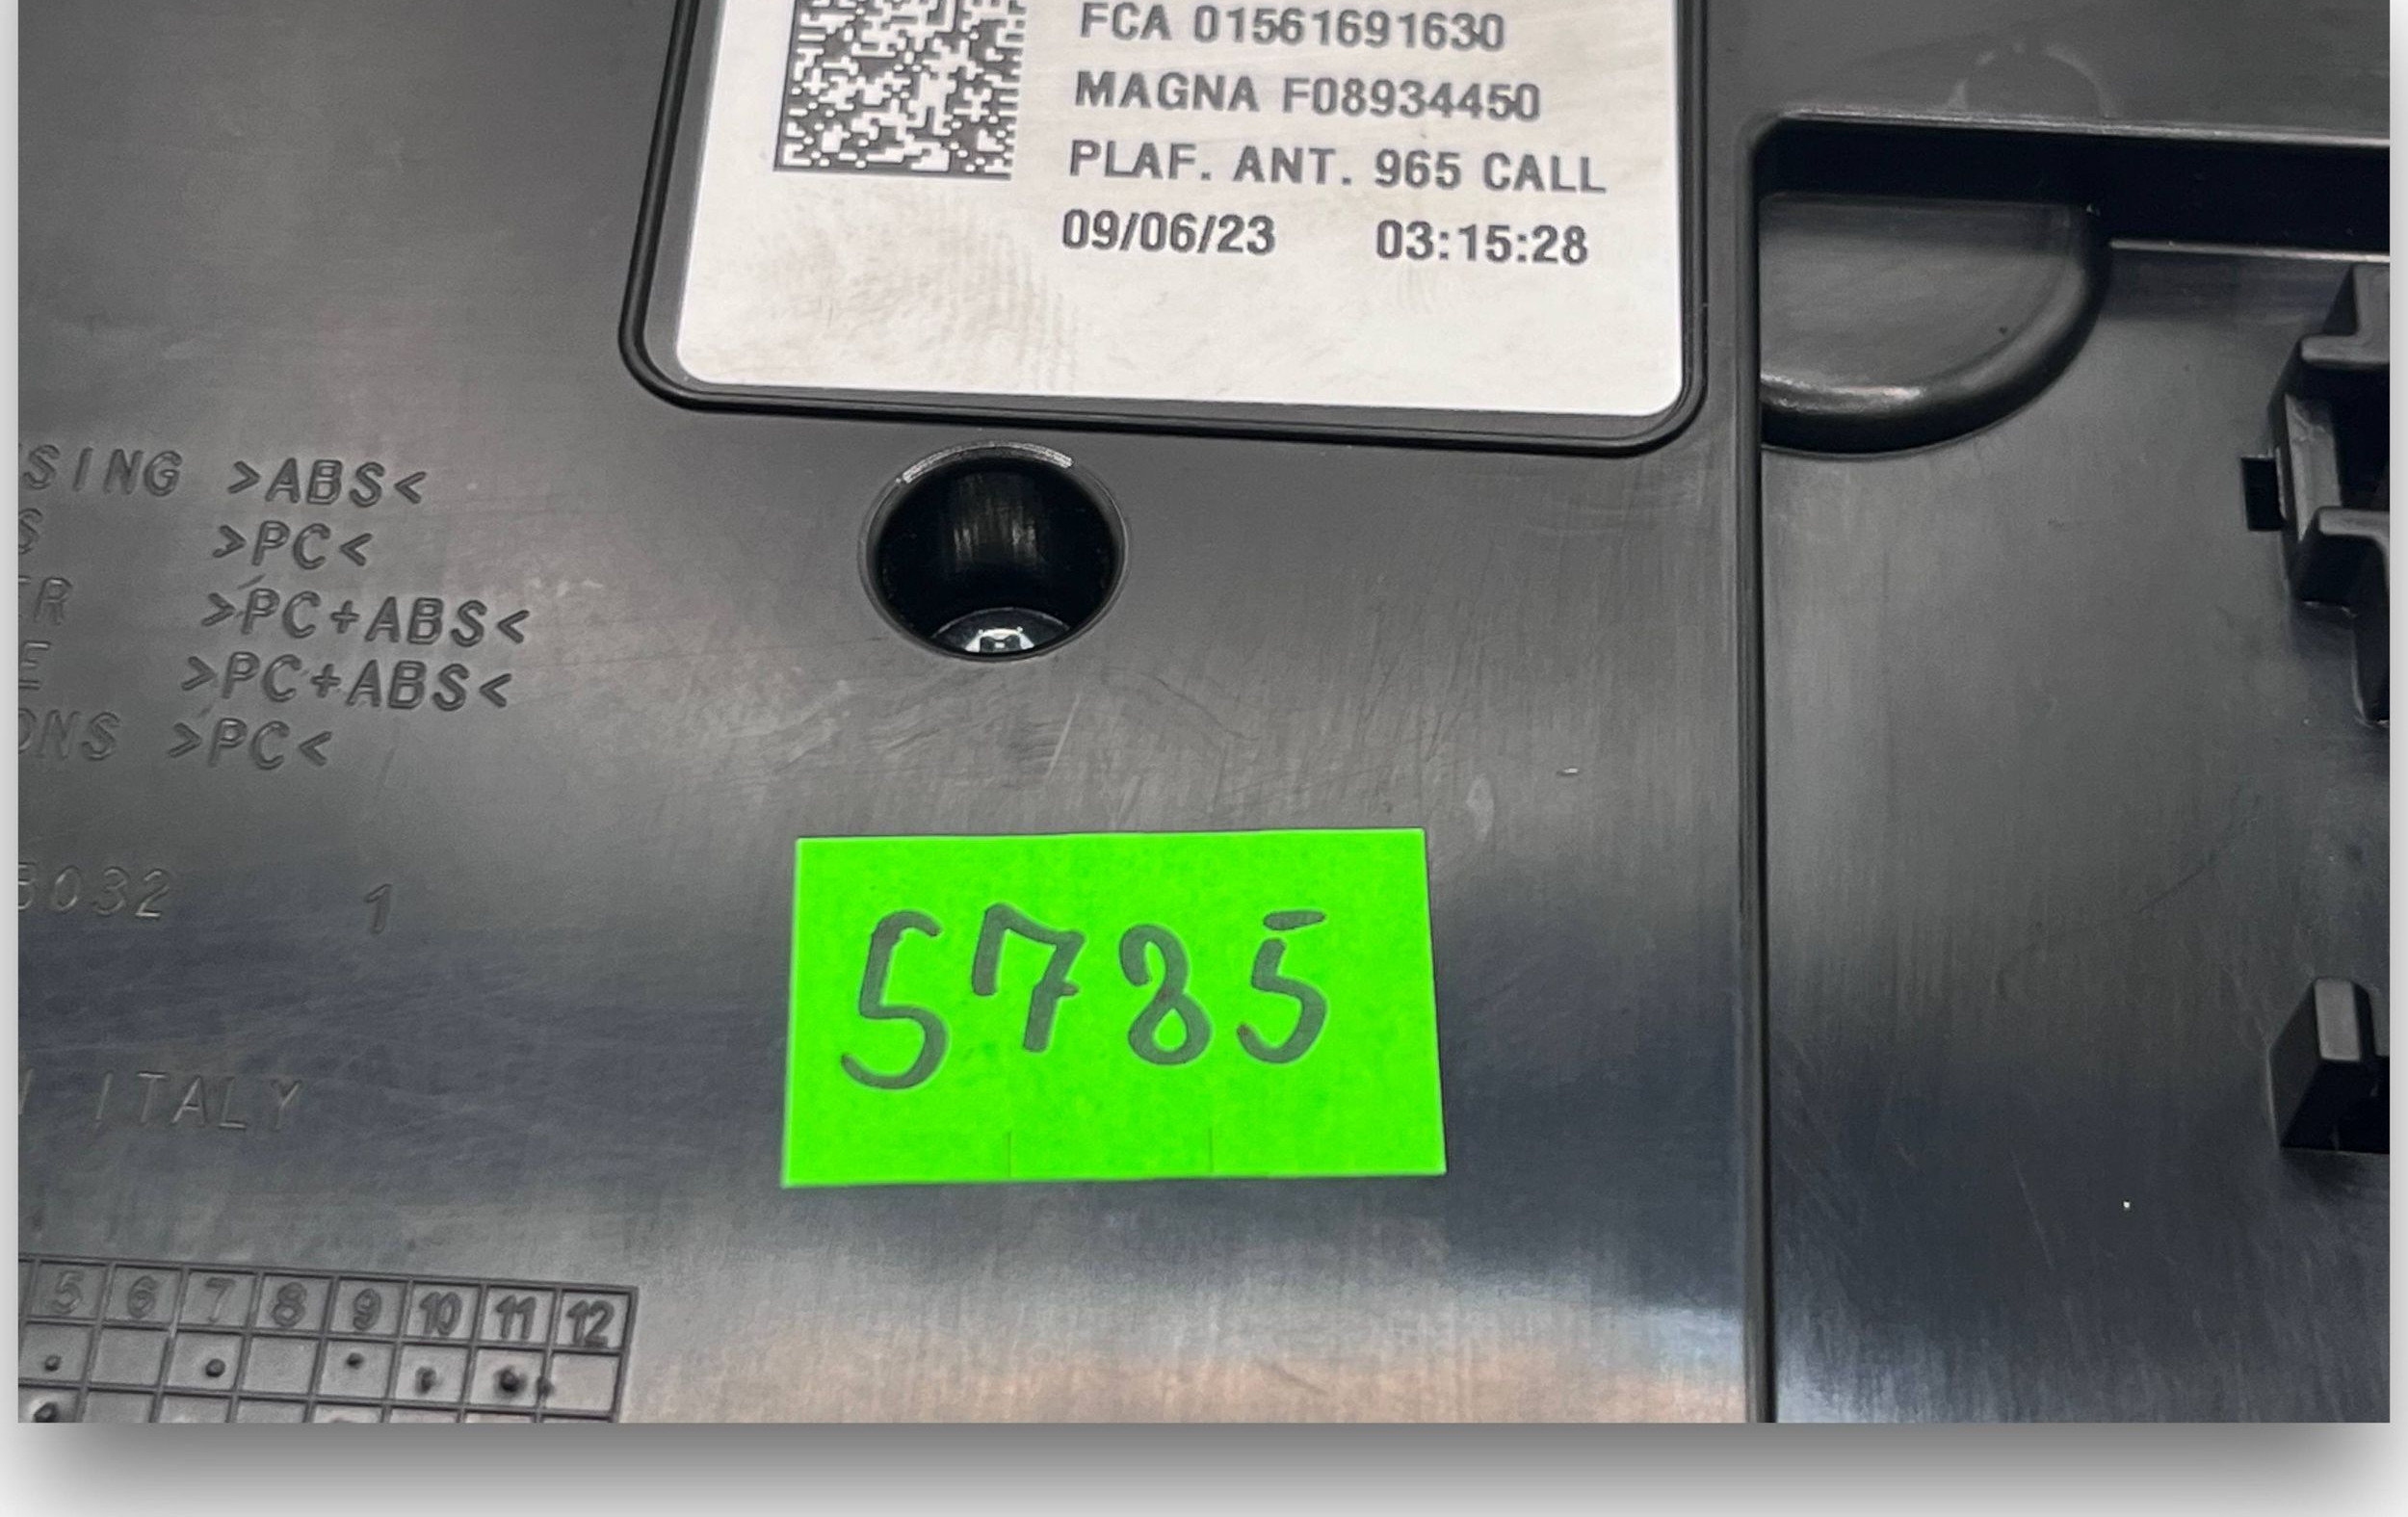 FCA 01561691630
MAGNA F08934450
PLAF. ANT. 965 CALL
09/06/23 03:15:28
>ABS<
>PC<
>PC+ABS<
>PC+ABS<
>PC<
1
5785
ITALY
5 6 7 8 9 10 11 12